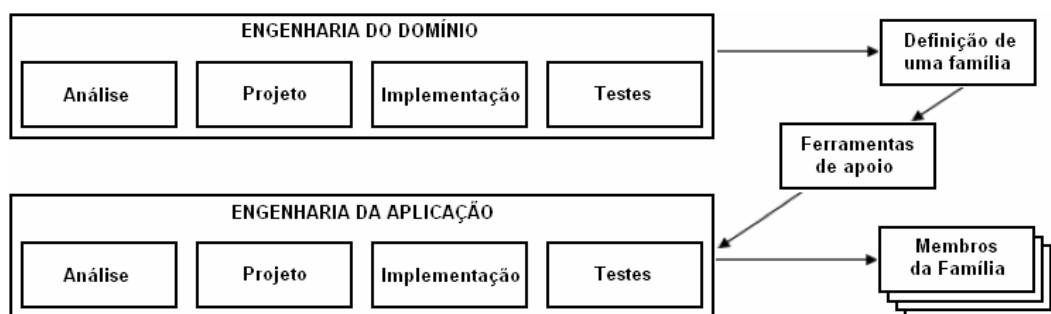 ENGENHARIA DO DOMÍNIO
Análise
Projeto
Implementação
Testes
Definição de
uma família
Ferramentas
de apoio
ENGENHARIA DA APLICAÇÃO
Análise
Projeto
Implementação
Testes
Membros
da Família